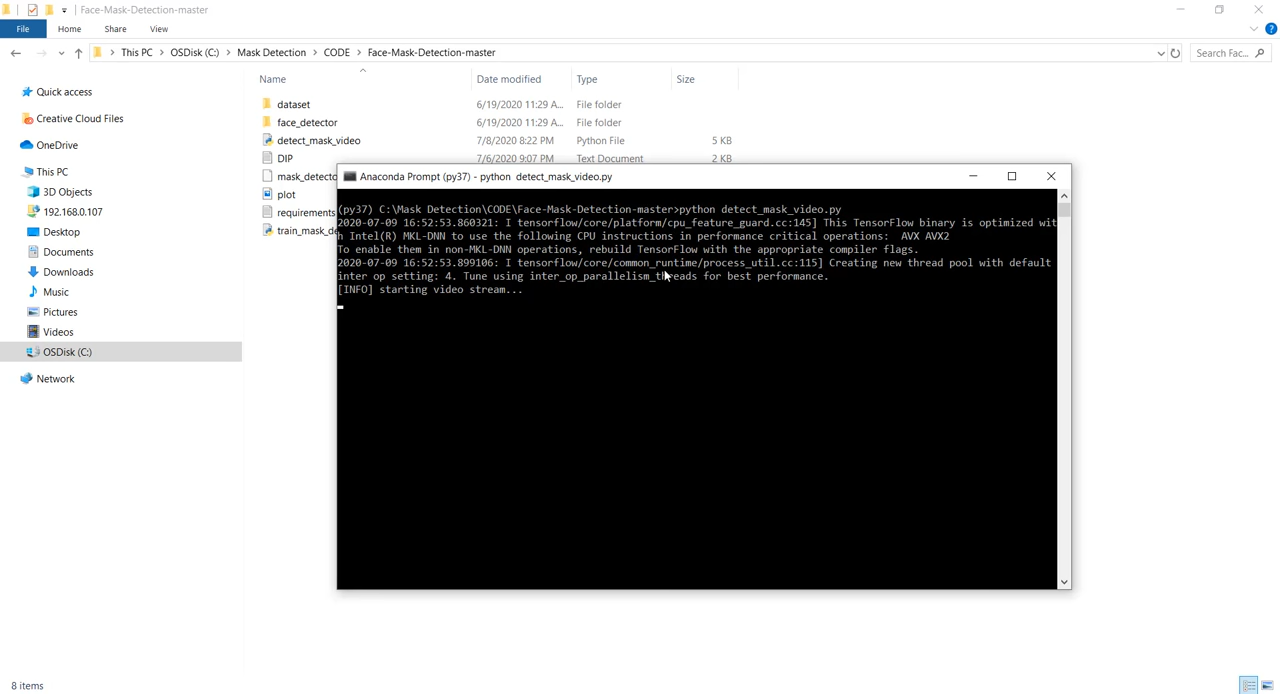 Face-Mask-Detection-master
File Home Share View
This PC OSDisk (C:) Mask Detection CODE Face-Mask-Detection-master
Search Fac...
Name Date modified Type Size
Quick access
Creative Cloud Files
OneDrive
This PC
3D Objects
192.168.0.107
Desktop
Documents
Downloads
Music
Pictures
Videos
OSDisk (C:)
Network
dataset 6/19/2020 11:29 A... File folder
face_detector 6/19/2020 11:29 A... File folder
detect_mask_video 7/8/2020 8:22 PM Python File 5 KB
DIP 7/6/2020 9:07 PM Text Document 2 KB
mask_detecto
plot
requirements
train_mask_de
Anaconda Prompt (py37) - python detect_mask_video.py
(py37) C:\Mask Detection\CODE\Face-Mask-Detection-master>python detect_mask_video.py
2020-07-09 16:52:53.860321: I tensorflow/core/platform/cpu_feature_guard.cc:145] This TensorFlow binary is optimized wit
h Intel(R) MKL-DNN to use the following CPU instructions in performance critical operations: AVX AVX2
To enable them in non-MKL-DNN operations, rebuild TensorFlow with the appropriate compiler flags.
2020-07-09 16:52:53.899106: I tensorflow/core/common_runtime/process_util.cc:115] Creating new thread pool with default
inter op setting: 4. Tune using inter_op_parallelism_threads for best performance.
[INFO] starting video stream...
8 items